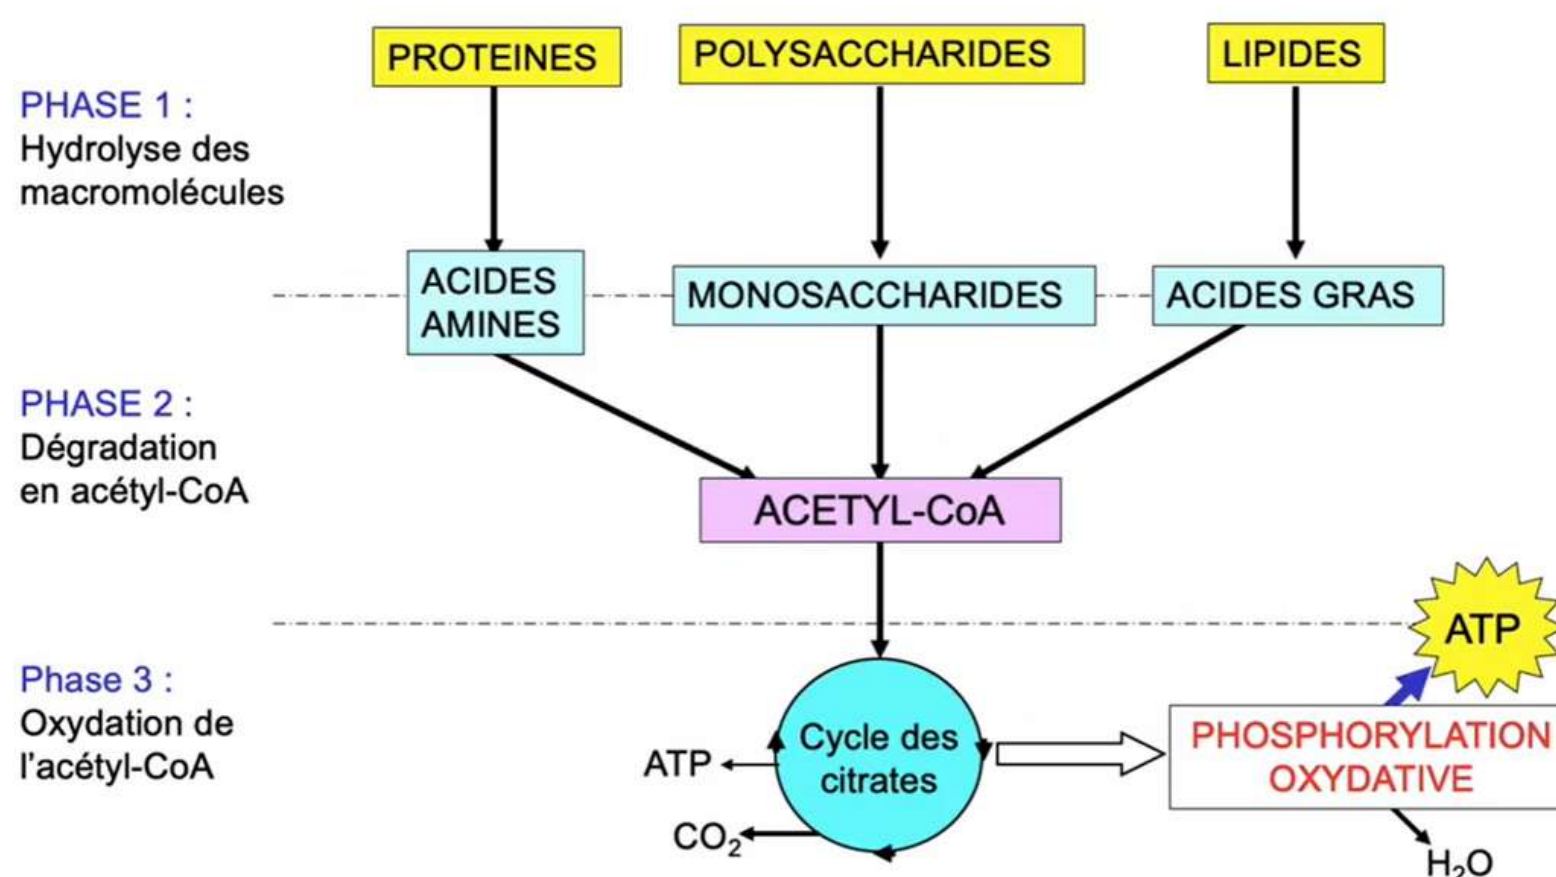 PROTEINES
POLYSACCHARIDES
LIPIDES
PHASE 1 :
Hydrolyse des
macromolécules
ACIDES
AMINES
MONOSACCHARIDES
ACIDES GRAS
PHASE 2 :
Dégradation
en acétyl-CoA
ACETYL-CoA
ATP
Phase 3 :
Oxydation de
l'acétyl-CoA
ATP
Cycle des
citrates
PHOSPHORYLATION
OXYDATIVE
CO₂
H₂O